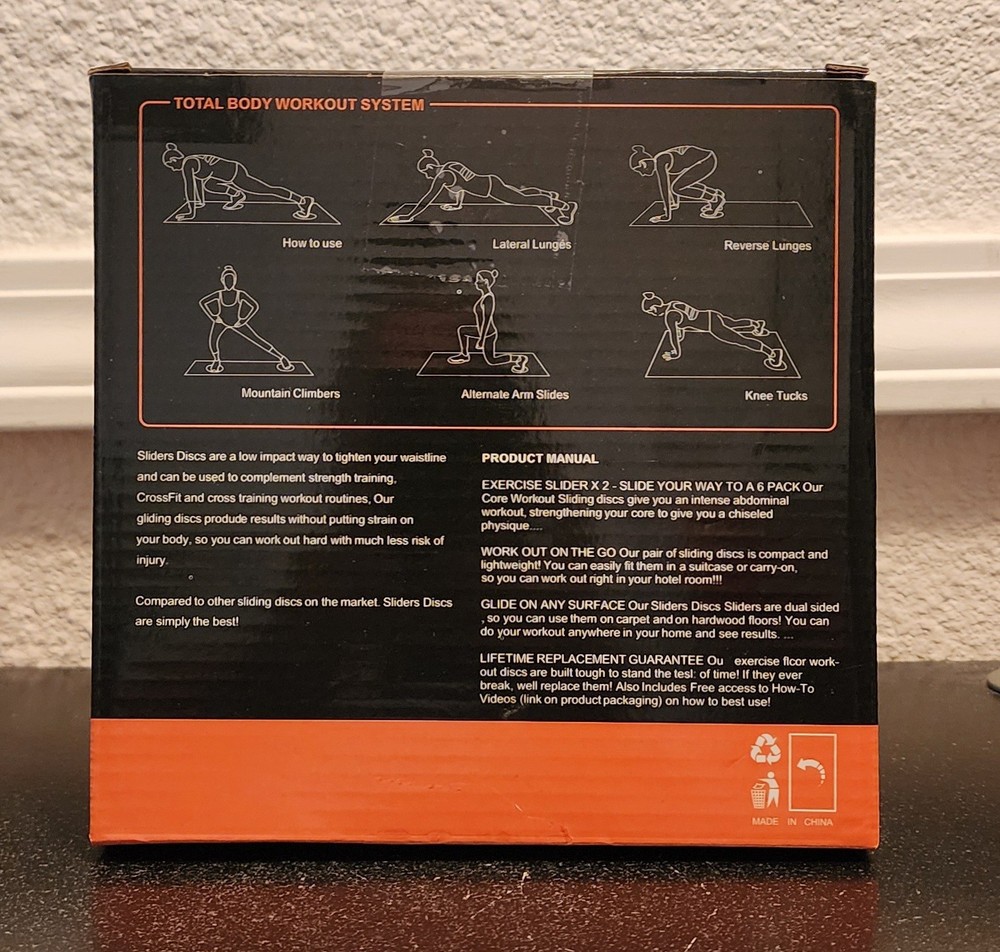 TOTAL BODY WORKOUT SYSTEM
How to use
Lateral Lunges
Reverse Lunges
Mountain Climbers
Alternate Arm Slides
Knee Tucks
Sliders Discs are a low impact way to tighten your waistline
and can be used to complement strength training,
CrossFit and cross training workout routines, Our
gliding discs produde results without putting strain on
your body, so you can work out hard with much less risk of
injury.
Compared to other sliding discs on the market. Sliders Discs
are simply the best!
PRODUCT MANUAL
EXERCISE SLIDER X 2 - SLIDE YOUR WAY TO A 6 PACK Our
Core Workout Sliding discs give you an intense abdominal
workout, strengthening your core to give you a chiseled
physique....
WORK OUT ON THE GO Our pair of sliding discs is compact and
lightweight! You can easily fit them in a suitcase or carry-on,
so you can work out right in your hotel room!!!
GLIDE ON ANY SURFACE Our Sliders Discs Sliders are dual sided
, so you can use them on carpet and on hardwood floors! You can
do your workout anywhere in your home and see results. ...
LIFETIME REPLACEMENT GUARANTEE Ou exercise flcor work-
out discs are built tough to stand the tesl: of time! If they ever
break, well replace them! Also Includes Free access to How-To
Videos (link on product packaging) on how to best use!
MADE IN CHINA